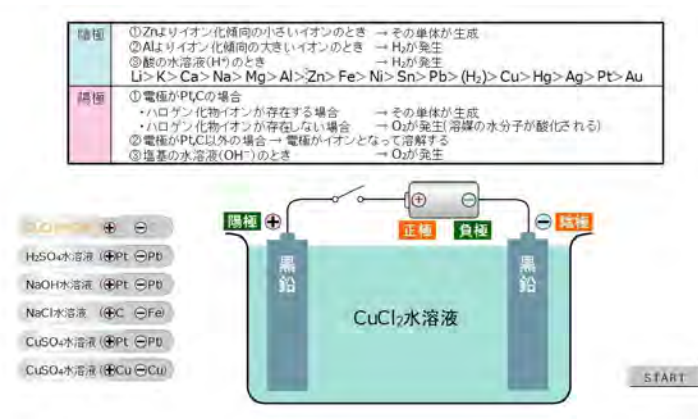 陰極
①Znよりイオン化傾向の小さいイオンのとき → その単体が生成
②Alよりイオン化傾向の大きいイオンのとき → H₂が発生
③酸の水溶液(H⁺)のとき → H₂が発生
Li>K>Ca>Na>Mg>Al>Zn>Fe>Ni>Sn>Pb>(H₂)>Cu>Hg>Ag>Pt>Au
陽極
①電極がPt,Cの場合
・ハロゲン化物イオンが存在する場合 → その単体が生成
・ハロゲン化物イオンが存在しない場合 → O₂が発生(溶媒の水分子が酸化される)
②電極がPt,C以外の場合 → 電極がイオンとなって溶解する
③塩基の水溶液(OH⁻)のとき → O₂が発生
陽極 ⊕ ⊕ ⊖ ⊖ 陰極
正極 負極
⊕ ⊖
H₂SO₄水溶液 (⊕Pt ⊖Pt)
NaOH水溶液 (⊕Pt ⊖Pt)
NaCl水溶液 (⊕C ⊖Fe)
CuSO₄水溶液 (⊕Pt ⊖Pt)
CuSO₄水溶液 (⊕Cu ⊖Cu)
黒鉛
黒鉛
CuCl₂水溶液
START